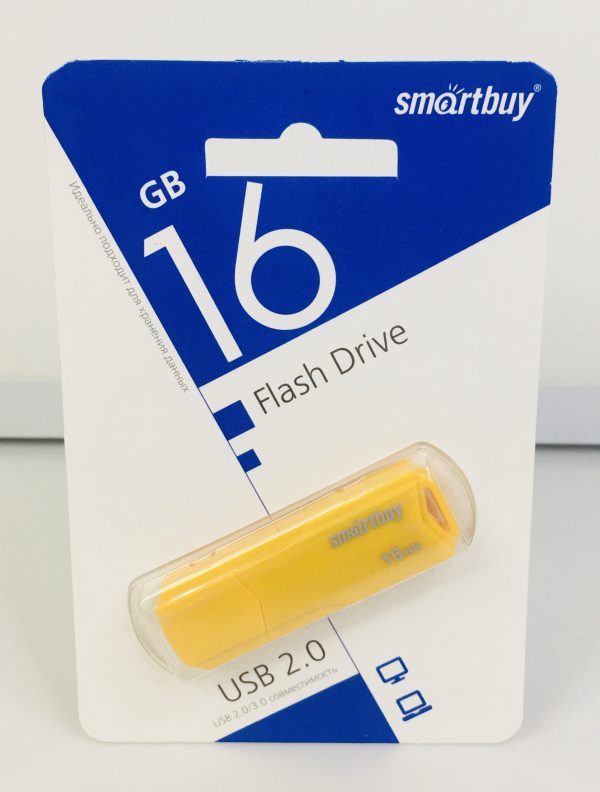 smartbuy®
GB
16
Идеально подходит для хранения данных
Flash Drive
smartbuy
16 GB
USB 2.0
USB 2.0/3.0 совместимость